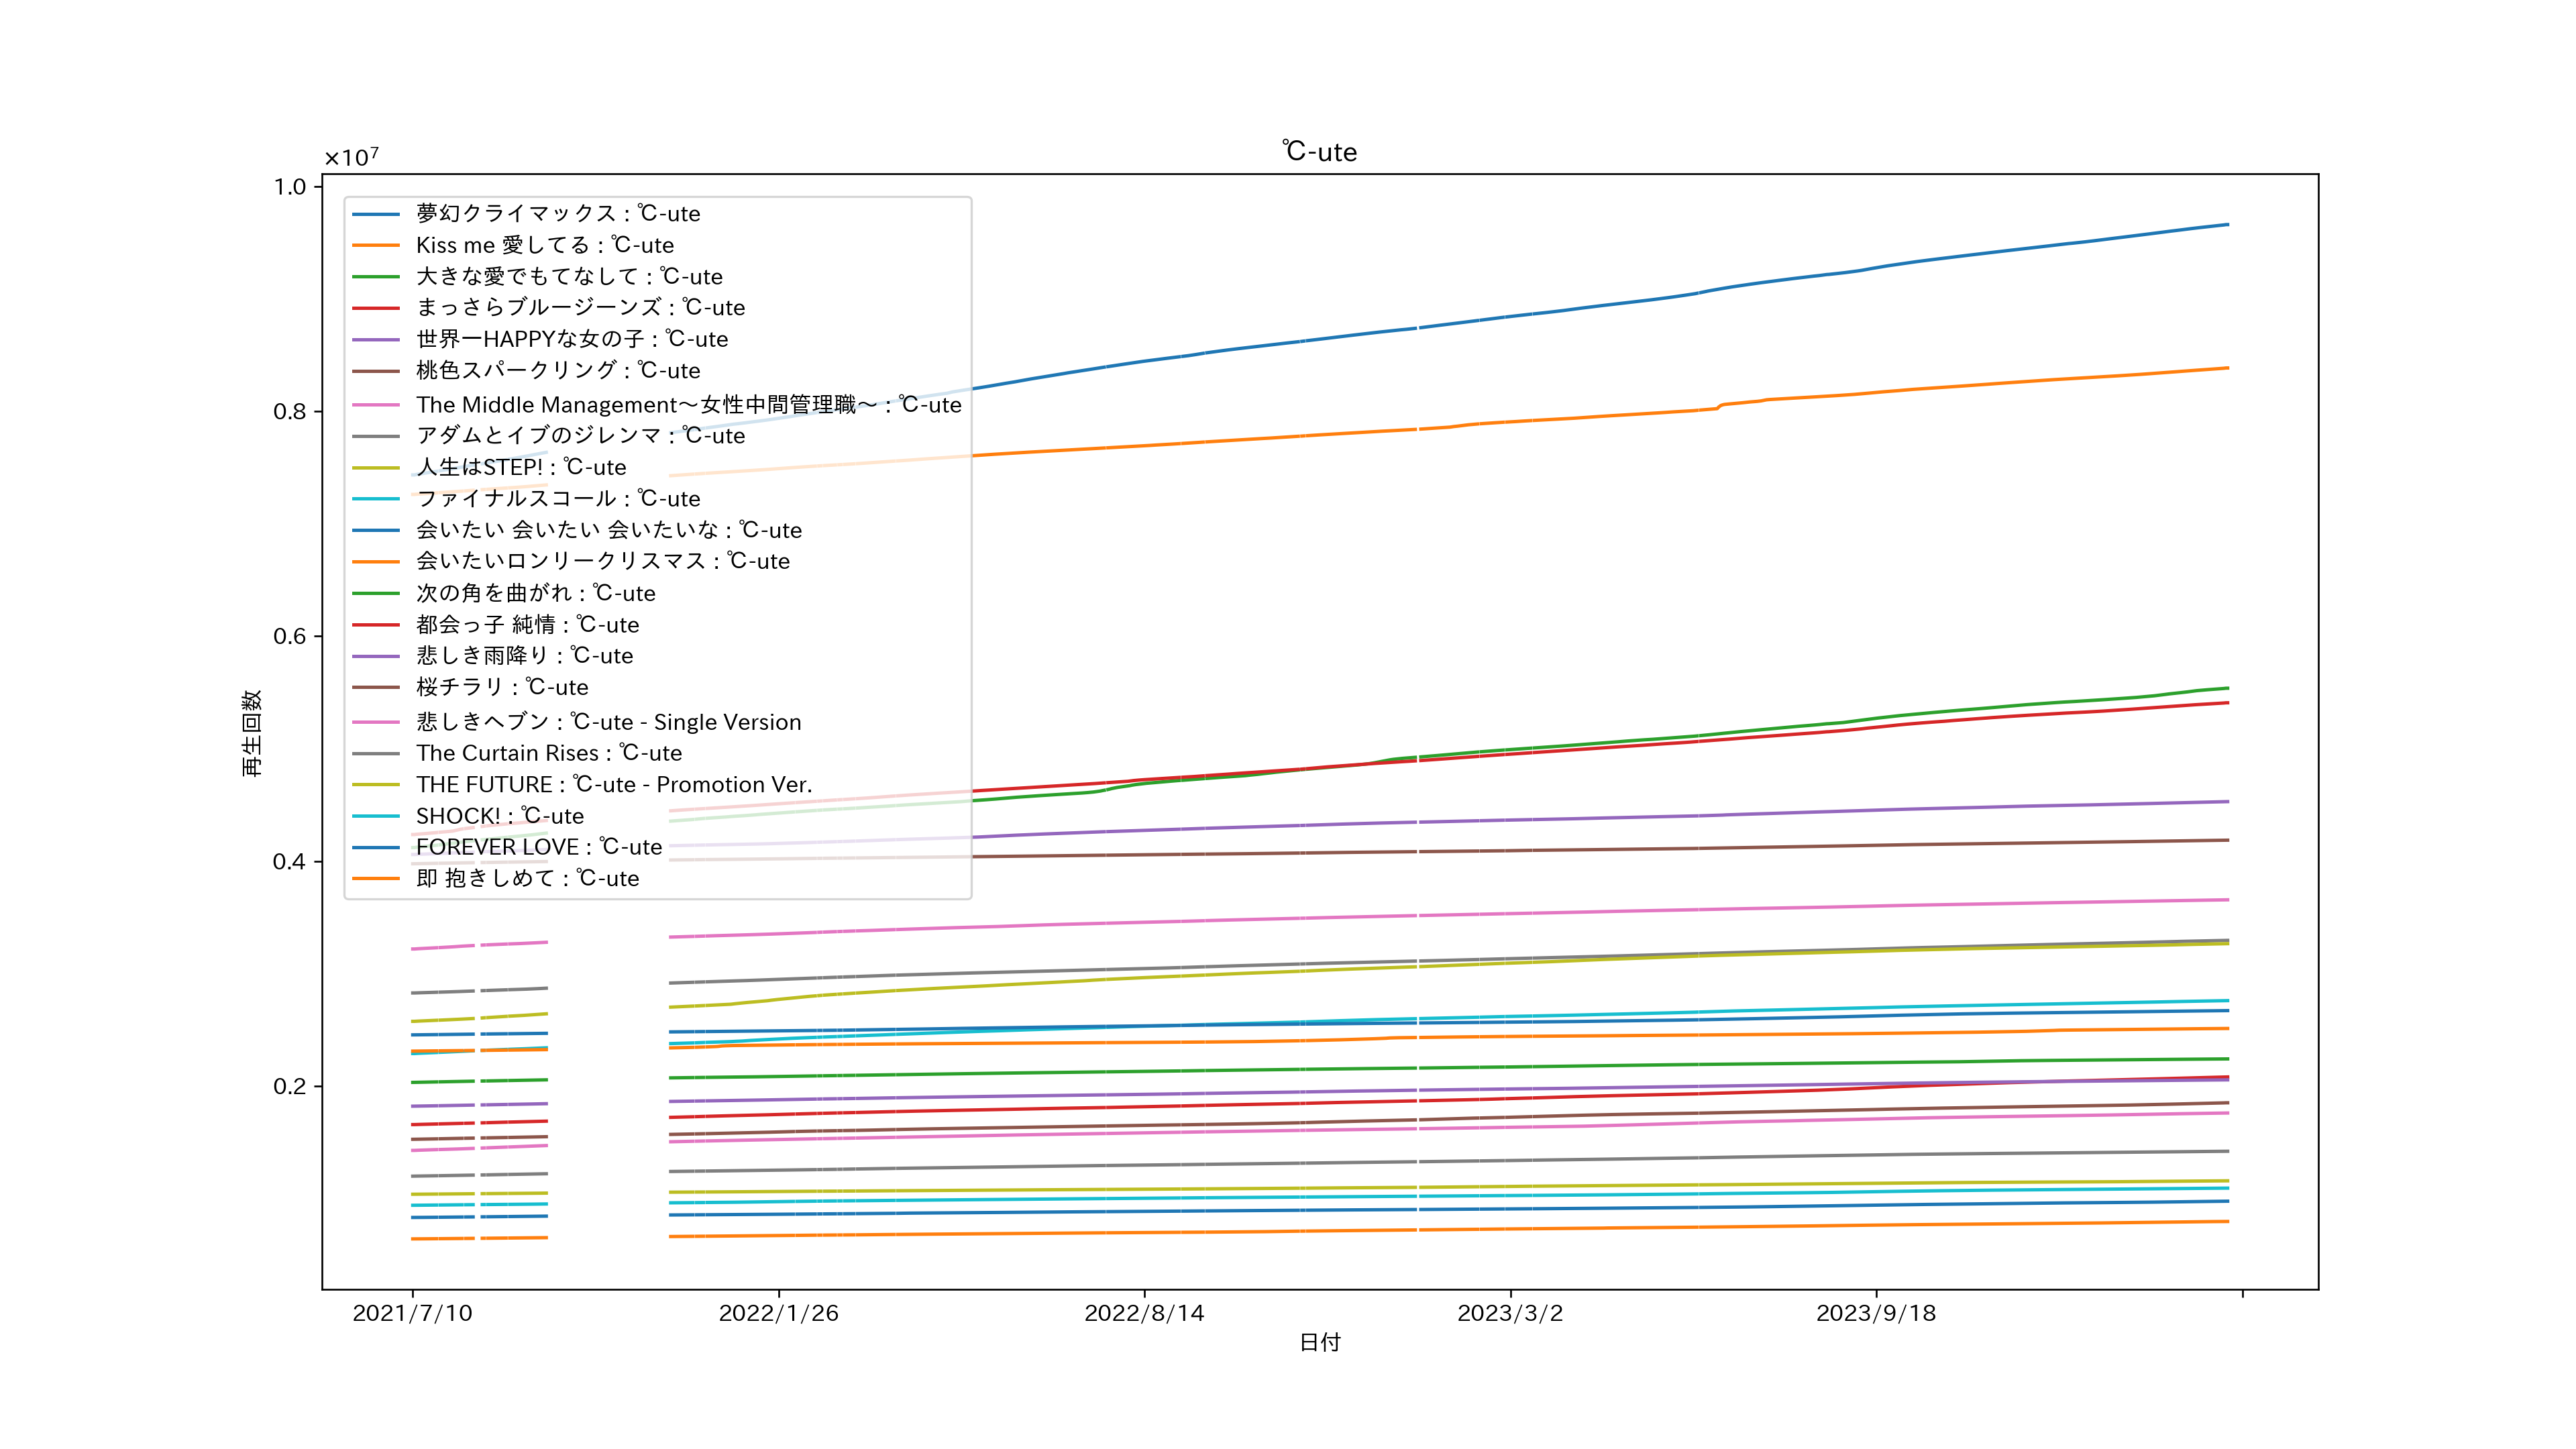 ℃-ute
×10⁷
1.0
0.8
0.6
0.4
0.2
再生回数
夢幻クライマックス : ℃-ute
Kiss me 愛してる : ℃-ute
大きな愛でもてなして : ℃-ute
まっさらブルージーンズ : ℃-ute
世界一HAPPYな女の子 : ℃-ute
桃色スパークリング : ℃-ute
The Middle Management～女性中間管理職～ : ℃-ute
アダムとイブのジレンマ : ℃-ute
人生はSTEP! : ℃-ute
ファイナルスコール : ℃-ute
会いたい 会いたい 会いたいな : ℃-ute
会いたいロンリークリスマス : ℃-ute
次の角を曲がれ : ℃-ute
都会っ子 純情 : ℃-ute
悲しき雨降り : ℃-ute
桜チラリ : ℃-ute
悲しきヘブン : ℃-ute - Single Version
The Curtain Rises : ℃-ute
THE FUTURE : ℃-ute - Promotion Ver.
SHOCK! : ℃-ute
FOREVER LOVE : ℃-ute
即 抱きしめて : ℃-ute
2021/7/10
2022/1/26
2022/8/14
2023/3/2
2023/9/18
日付